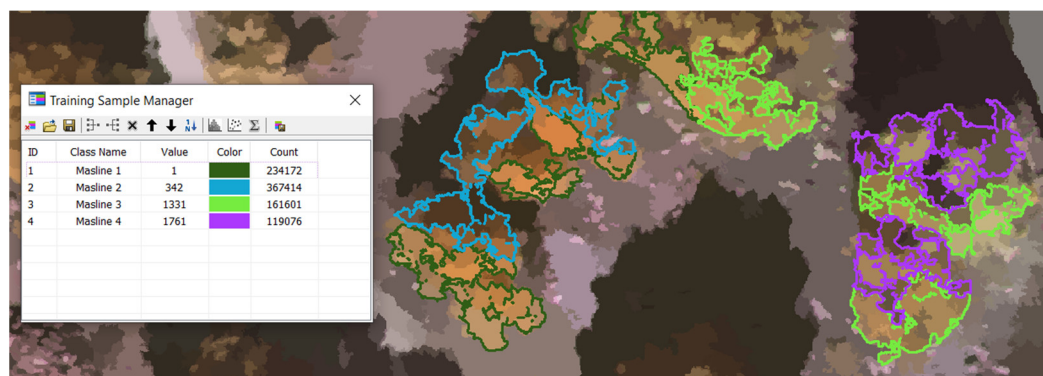 Training Sample Manager
ID Class Name Value Color Count
1 Masline 1 1 234172
2 Masline 2 342 367414
3 Masline 3 1331 161601
4 Masline 4 1761 119076